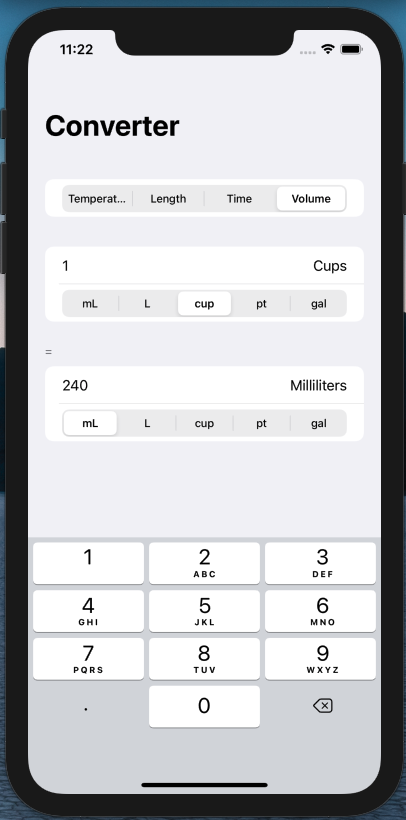 11:22
Converter
Temperat... Length Time Volume
1 Cups
mL L cup pt gal
=
240 Milliliters
mL L cup pt gal
1 2 3
ABC DEF
4 5 6
GHI JKL MNO
7 8 9
PQRS TUV WXYZ
. 0